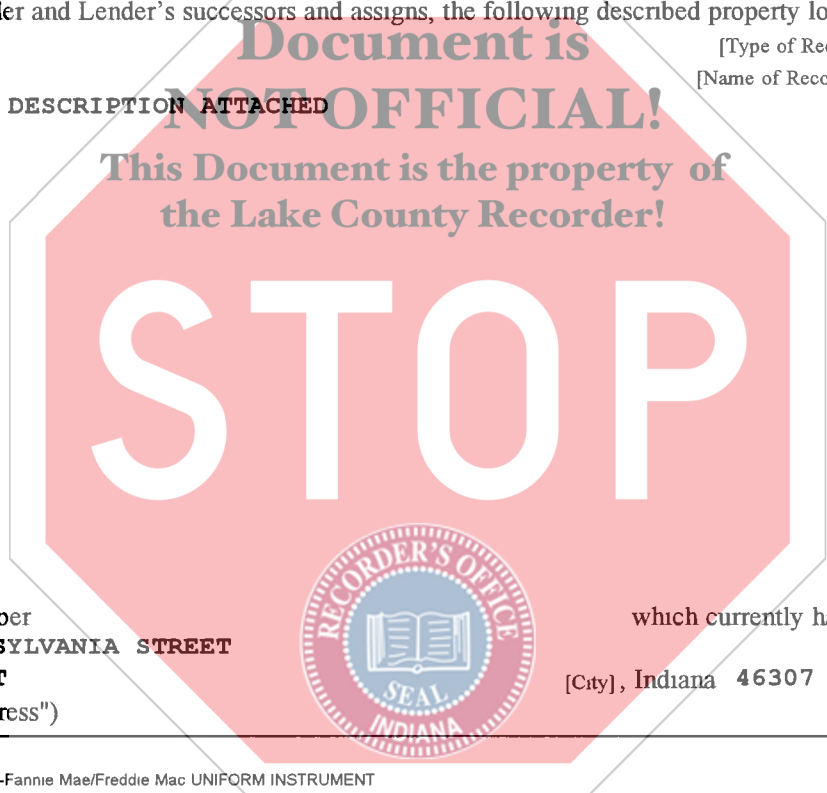 er and Lender's successors and assigns, the following described property lo
Document is
[Type of Rec
[Name of Reco
DESCRIPTION ATTACHED
NOT OFFICIAL!
This Document is the property of
the Lake County Recorder!
STOP
RECORDER'S OFFICE
SEAL
INDIANA
per which currently ha
SYLVANIA STREET
T [City], Indiana 46307
ress")
-Fannie Mae/Freddie Mac UNIFORM INSTRUMENT